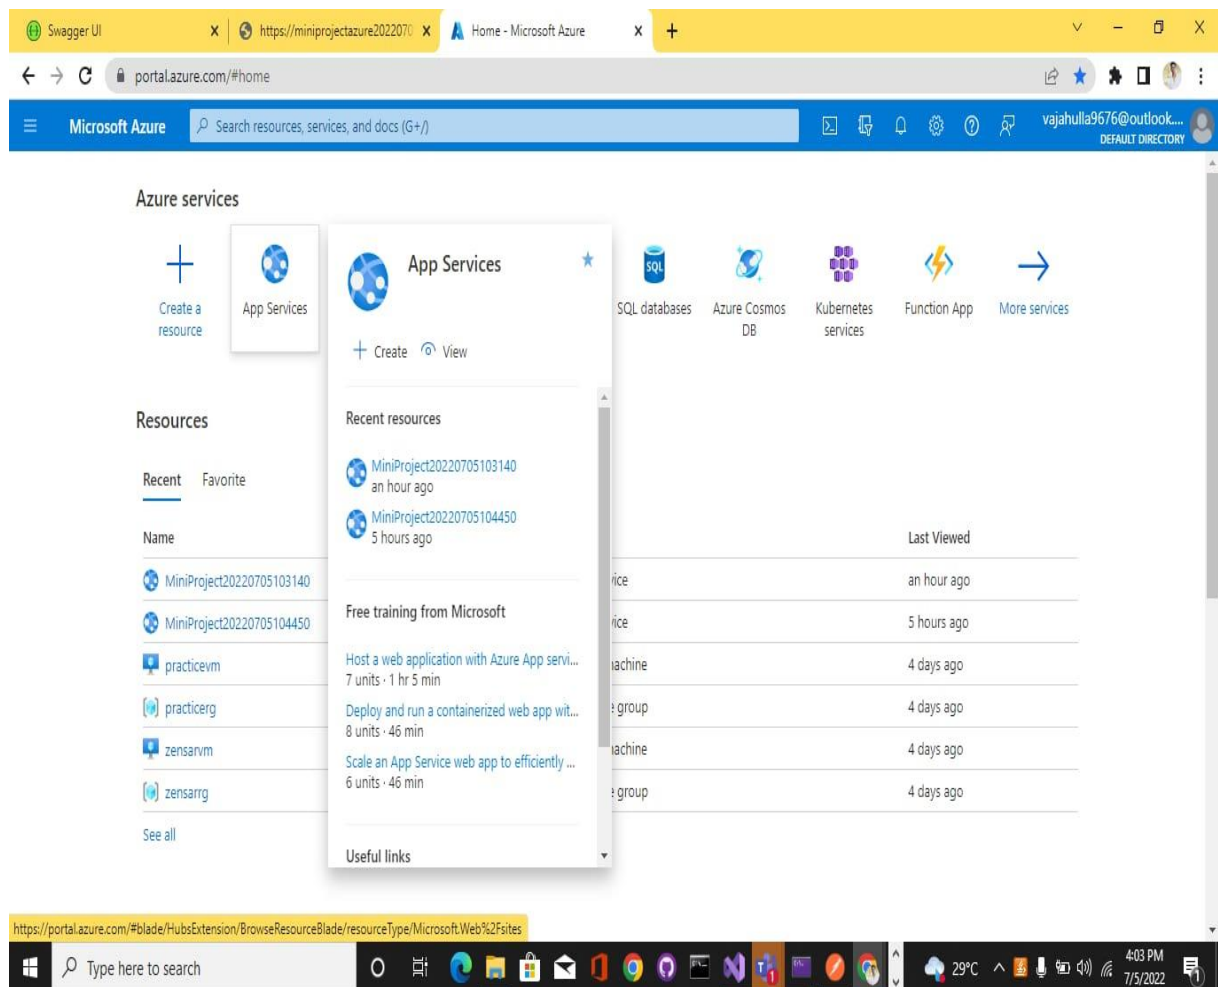 Swagger UI
https://miniprojectazure2022070
Home - Microsoft Azure
portal.azure.com/#home
Microsoft Azure
Search resources, services, and docs (G+/)
vajahulla9676@outlook....
DEFAULT DIRECTORY
Azure services
Create a
resource
App Services
App Services
Create
View
SQL
SQL databases
Azure Cosmos
DB
Kubernetes
services
Function App
More services
Resources
Recent
Favorite
Recent resources
MiniProject20220705103140
an hour ago
MiniProject20220705104450
5 hours ago
Name
Last Viewed
MiniProject20220705103140
vice
an hour ago
MiniProject20220705104450
vice
5 hours ago
practicevm
nachine
4 days ago
practicerg
e group
4 days ago
zensarvm
nachine
4 days ago
zensarrg
e group
4 days ago
See all
Free training from Microsoft
Host a web application with Azure App servi...
7 units · 1 hr 5 min
Deploy and run a containerized web app wit...
8 units · 46 min
Scale an App Service web app to efficiently ...
6 units · 46 min
Useful links
https://portal.azure.com/#blade/HubsExtension/BrowseResourceBlade/resourceType/Microsoft.Web%2Fsites
Type here to search
29°C
4:03 PM
7/5/2022